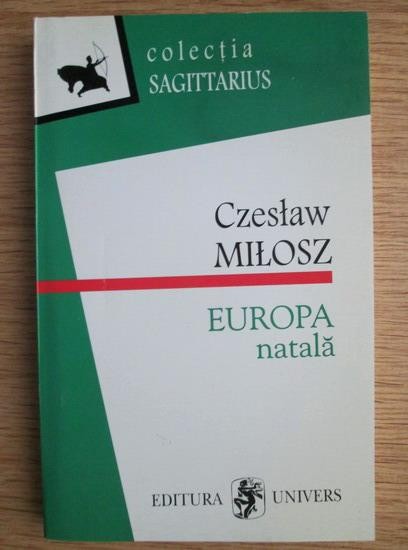 colecția
SAGITTARIUS
Czesław
MIŁOSZ
EUROPA
natală
EDITURA UNIVERS